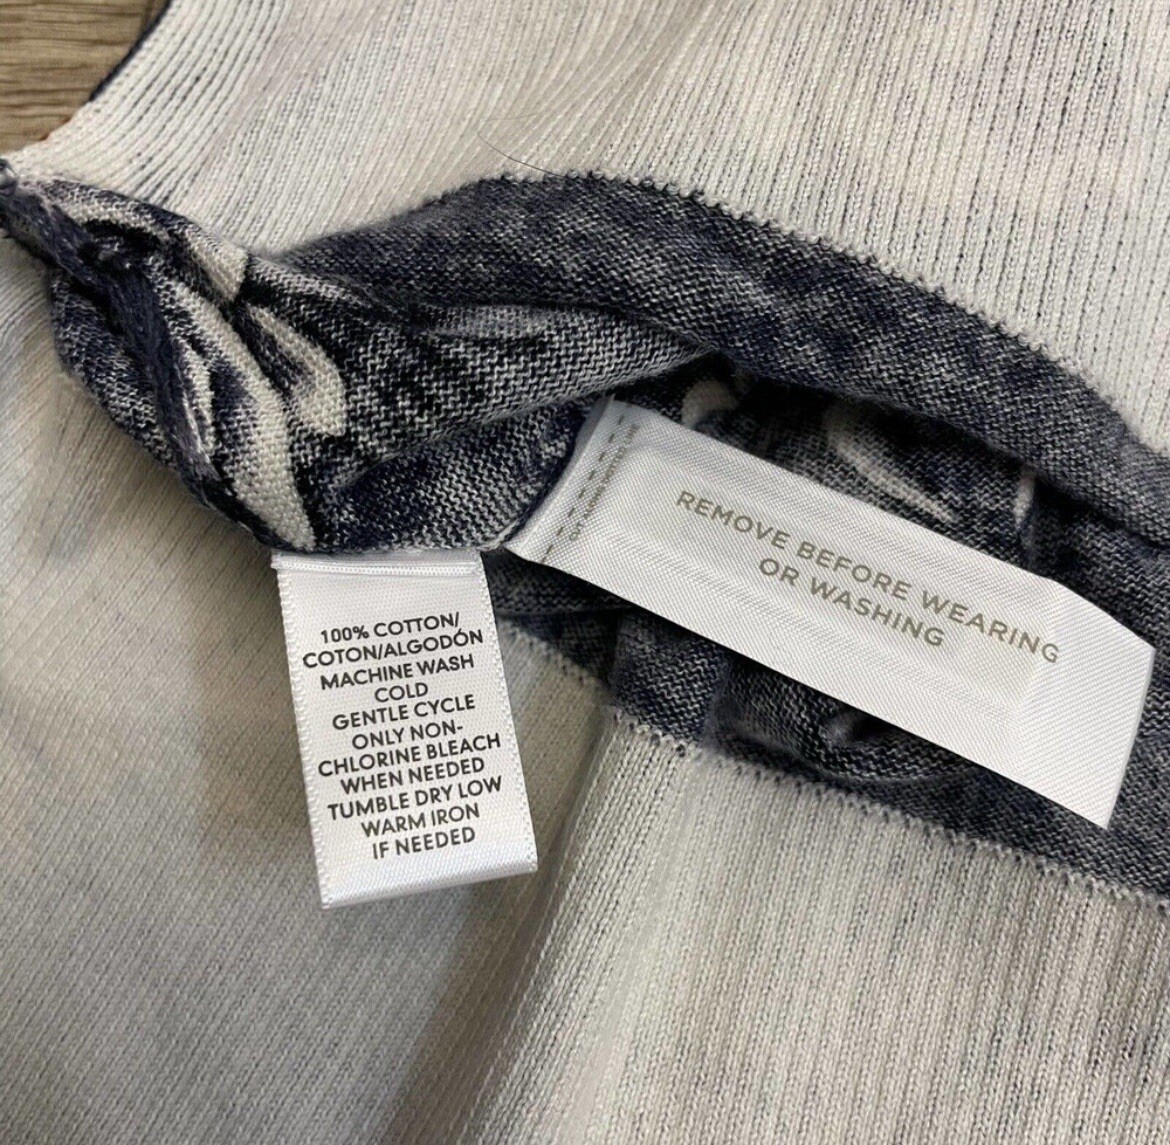 100% COTTON/
COTON/ALGODÓN
MACHINE WASH
COLD
GENTLE CYCLE
ONLY NON-
CHLORINE BLEACH
WHEN NEEDED
TUMBLE DRY LOW
WARM IRON
IF NEEDED
REMOVE BEFORE WEARING
OR WASHING